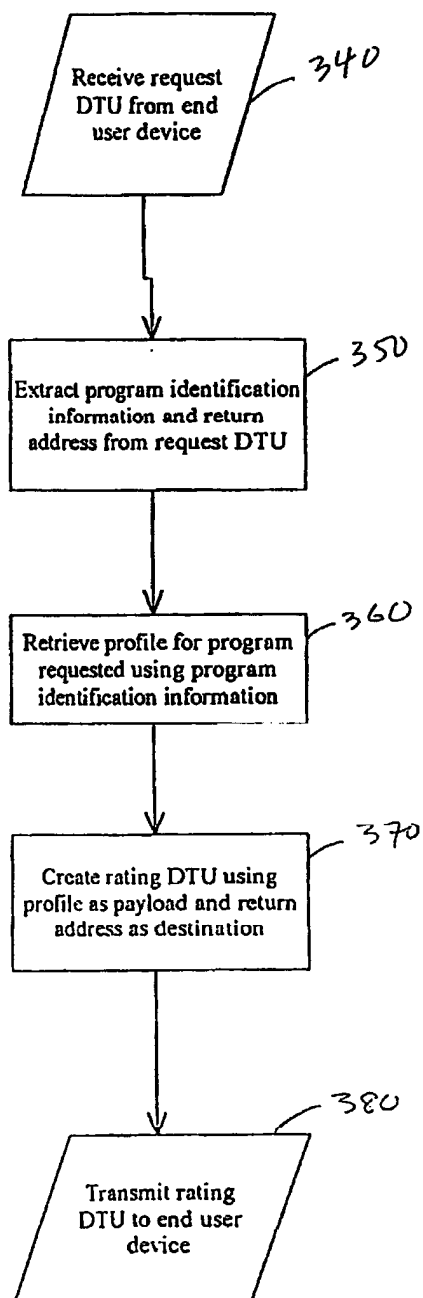 Receive request
DTU from end
user device
340
350
Extract program identification
information and return
address from request DTU
360
Retrieve profile for program
requested using program
identification information
370
Create rating DTU using
profile as payload and return
address as destination
380
Transmit rating
DTU to end user
device